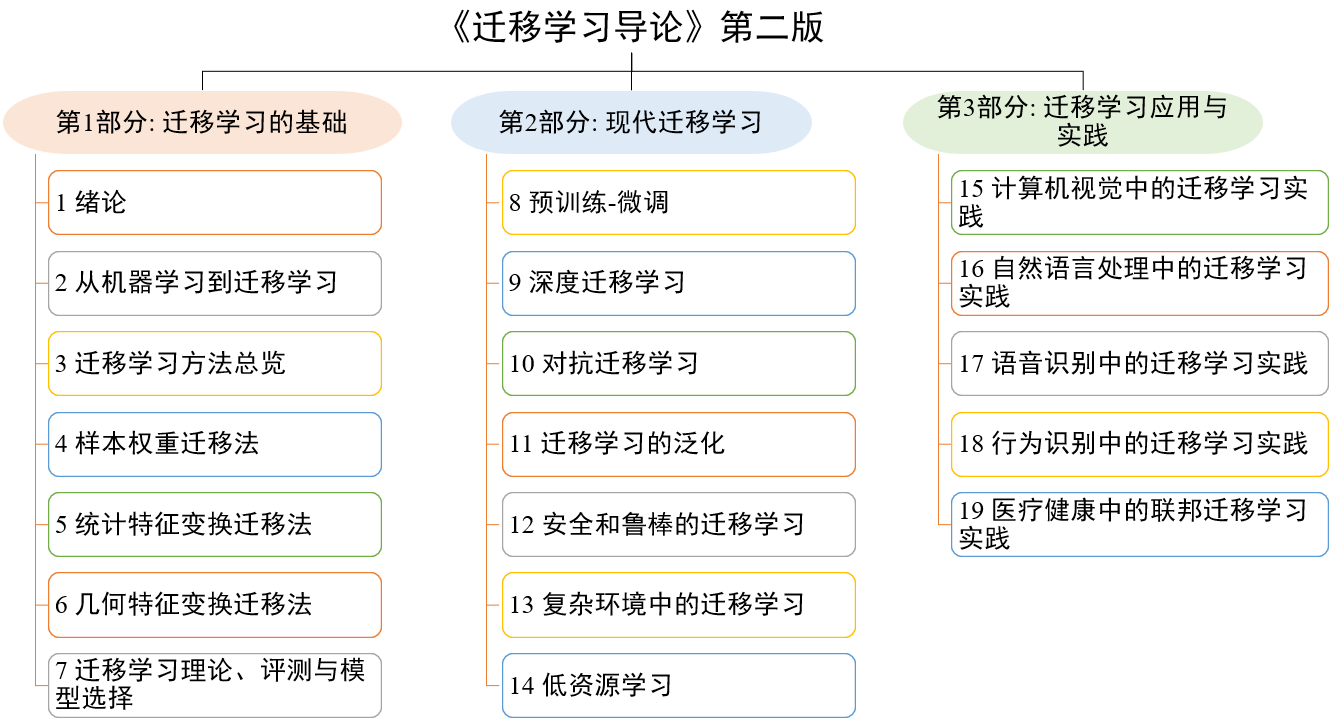 《迁移学习导论》第二版
第1部分: 迁移学习的基础
1 绪论
2 从机器学习到迁移学习
3 迁移学习方法总览
4 样本权重迁移法
5 统计特征变换迁移法
6 几何特征变换迁移法
7 迁移学习理论、评测与模
型选择
第2部分: 现代迁移学习
8 预训练-微调
9 深度迁移学习
10 对抗迁移学习
11 迁移学习的泛化
12 安全和鲁棒的迁移学习
13 复杂环境中的迁移学习
14 低资源学习
第3部分: 迁移学习应用与
实践
15 计算机视觉中的迁移学习实
践
16 自然语言处理中的迁移学习
实践
17 语音识别中的迁移学习实践
18 行为识别中的迁移学习实践
19 医疗健康中的联邦迁移学习
实践